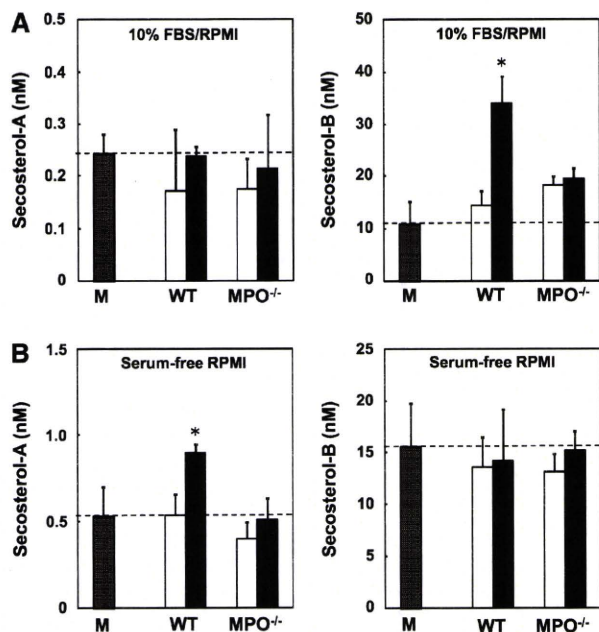 A
10% FBS/RPMI
Secosterol-A (nM)
0.5
0.4
0.3
0.2
0.1
0
M
WT
MPO-/-
10% FBS/RPMI
Secosterol-B (nM)
50
40
30
20
10
0
*
M
WT
MPO-/-
B
Serum-free RPMI
Secosterol-A (nM)
1.5
1.0
0.5
0
*
M
WT
MPO-/-
Serum-free RPMI
Secosterol-B (nM)
25
20
15
10
5
0
M
WT
MPO-/-